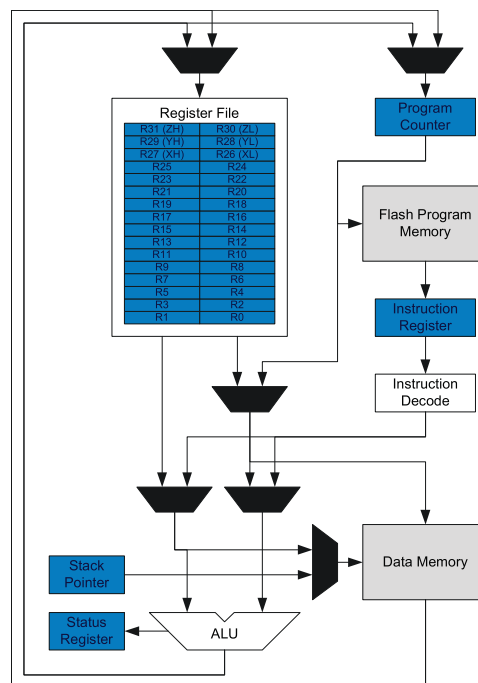 Register File
R31 (ZH) R30 (ZL)
R29 (YH) R28 (YL)
R27 (XH) R26 (XL)
R25 R24
R23 R22
R21 R20
R19 R18
R17 R16
R15 R14
R13 R12
R11 R10
R9 R8
R7 R6
R5 R4
R3 R2
R1 R0
Program
Counter
Flash Program
Memory
Instruction
Register
Instruction
Decode
Data Memory
Stack
Pointer
Status
Register
ALU